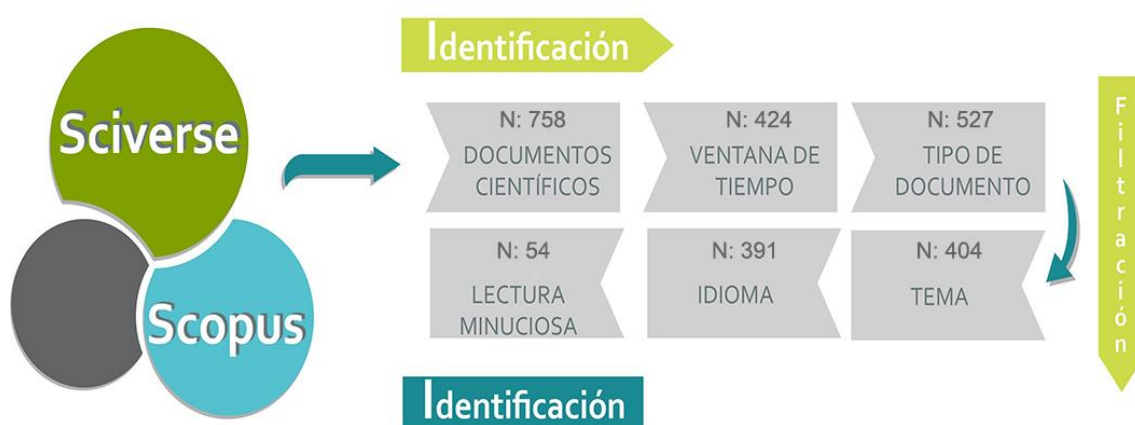 Identificación
Sciverse
Scopus
N: 758
DOCUMENTOS
CIENTÍFICOS
N: 424
VENTANA DE
TIEMPO
N: 527
TIPO DE
DOCUMENTO
Filtración
N: 404
TEMA
N: 391
IDIOMA
N: 54
LECTURA
MINUCIOSA
Identificación